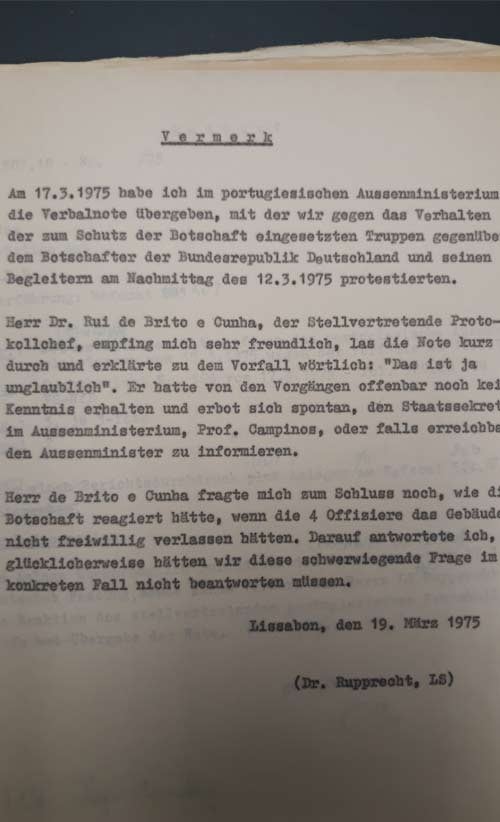 V e r m e r k
Am 17.3.1975 habe ich im portugiesischen Aussenministerium
die Verbalnote übergeben, mit der wir gegen das Verhalten
der zum Schutz der Botschaft eingesetzten Truppen gegenübe
dem Botschafter der Bundesrepublik Deutschland und seinen
Begleitern am Nachmittag des 12.3.1975 protestierten.
Herr Dr. Rui de Brito e Cunha, der Stellvertretende Proto-
kollchef, empfing mich sehr freundlich, las die Note kurz
durch und erklärte zu dem Vorfall wörtlich: "Das ist ja
unglaublich". Er hatte von den Vorgängen offenbar noch kei
Kenntnis erhalten und erbot sich spontan, den Staatssekret
im Aussenministerium, Prof. Campinos, oder falls erreichba
den Aussenminister zu informieren.
Herr de Brito e Cunha fragte mich zum Schluss noch, wie di
Botschaft reagiert hätte, wenn die 4 Offiziere das Gebäude
nicht freiwillig verlassen hätten. Darauf antwortete ich,
glücklicherweise hätten wir diese schwerwiegende Frage im
konkreten Fall nicht beantworten müssen.
Lissabon, den 19. März 1975
(Dr. Rupprecht, LS)